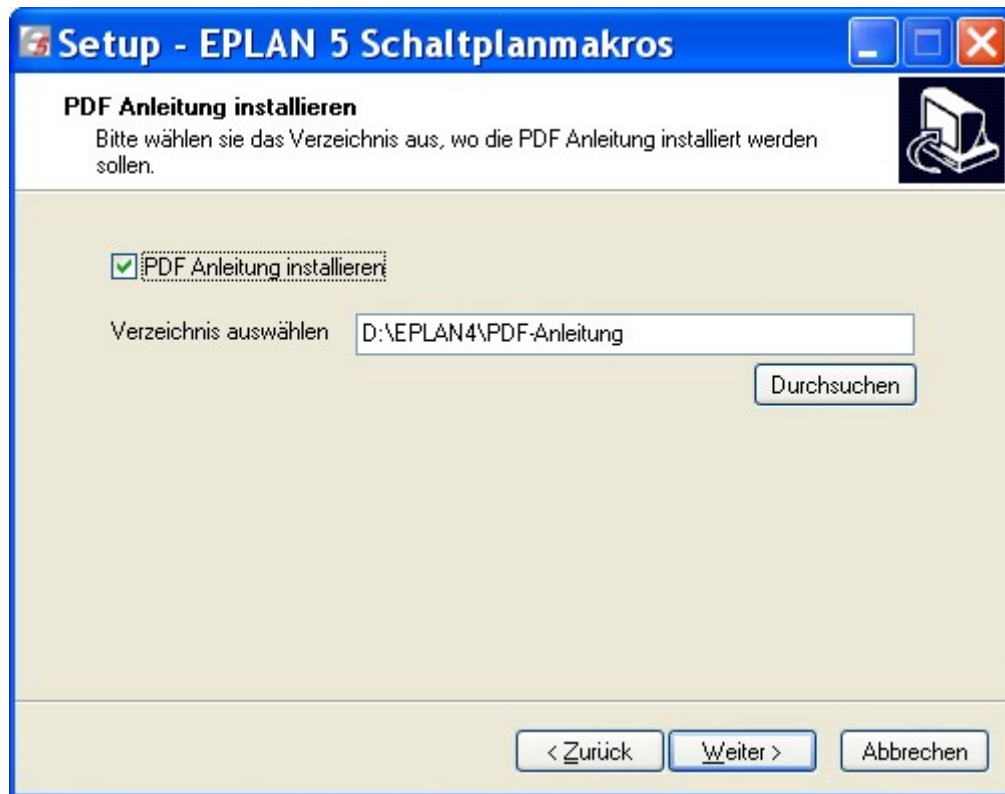 Setup - EPLAN 5 Schaltplanmakros
PDF Anleitung installieren
Bitte wählen sie das Verzeichnis aus, wo die PDF Anleitung installiert werden
sollen.
PDF Anleitung installieren
Verzeichnis auswählen D:\EPLAN4\PDF-Anleitung
Durchsuchen
< Zurück Weiter > Abbrechen